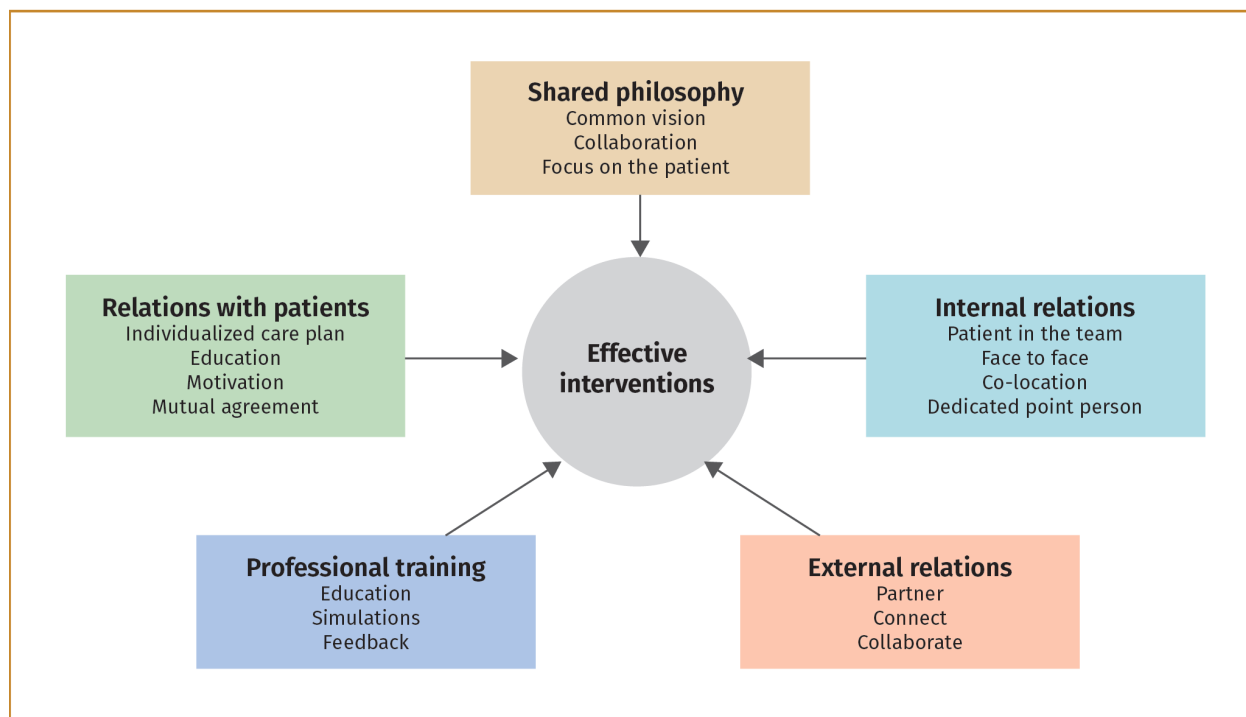 Shared philosophy
Common vision
Collaboration
Focus on the patient
Relations with patients
Individualized care plan
Education
Motivation
Mutual agreement
Effective
interventions
Internal relations
Patient in the team
Face to face
Co-location
Dedicated point person
Professional training
Education
Simulations
Feedback
External relations
Partner
Connect
Collaborate